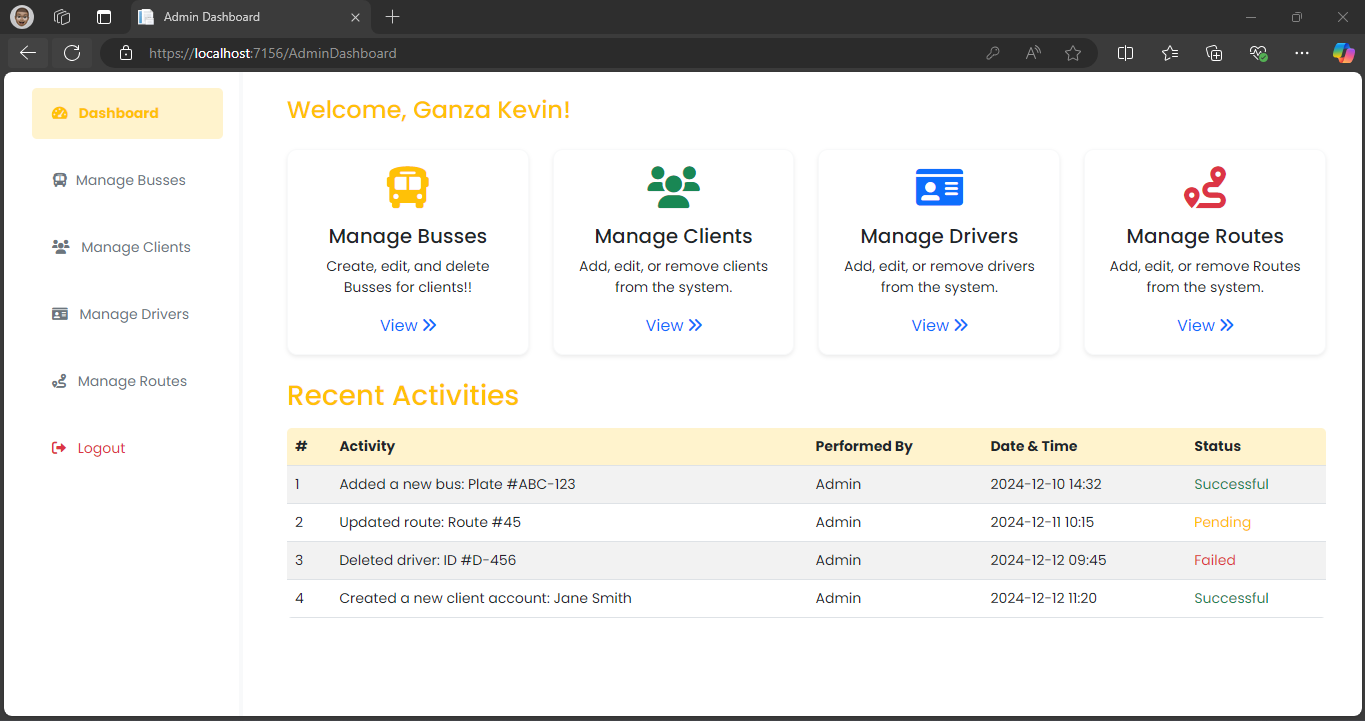 Admin Dashboard
https://localhost:7156/AdminDashboard
Dashboard
Manage Busses
Manage Clients
Manage Drivers
Manage Routes
Logout
Welcome, Ganza Kevin!
Manage Busses
Create, edit, and delete
Busses for clients!!
View
Manage Clients
Add, edit, or remove clients
from the system.
View
Manage Drivers
Add, edit, or remove drivers
from the system.
View
Manage Routes
Add, edit, or remove Routes
from the system.
View
Recent Activities
# Activity Performed By Date & Time Status
1 Added a new bus: Plate #ABC-123 Admin 2024-12-10 14:32 Successful
2 Updated route: Route #45 Admin 2024-12-11 10:15 Pending
3 Deleted driver: ID #D-456 Admin 2024-12-12 09:45 Failed
4 Created a new client account: Jane Smith Admin 2024-12-12 11:20 Successful